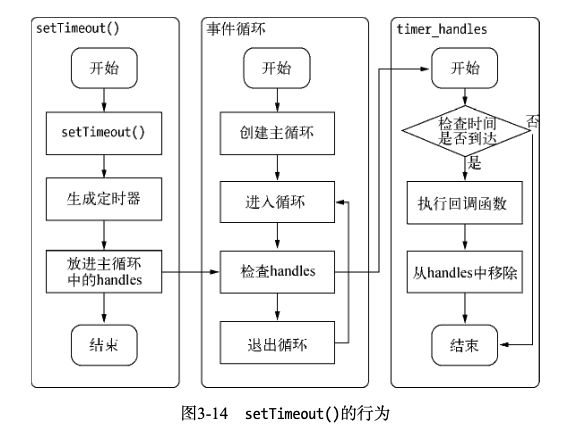 setTimeout()
开始
setTimeout()
生成定时器
放进主循环
中的handles
结束
事件循环
开始
创建主循环
进入循环
检查handles
退出循环
timer_handles
开始
检查时间
是否到达
否
是
执行回调函数
从handles中移除
结束
图3-14 setTimeout()的行为